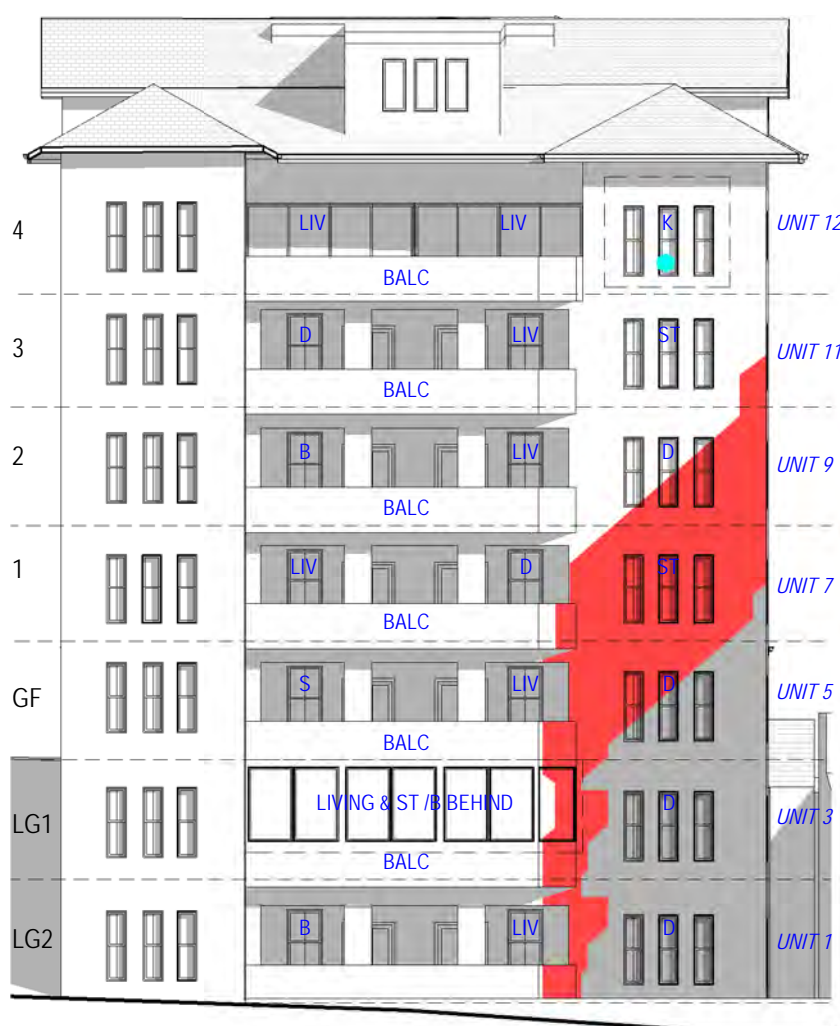 4 LIV LIV K UNIT 12
BALC
3 D LIV ST UNIT 11
BALC
2 B LIV D UNIT 9
BALC
1 LIV D ST UNIT 7
BALC
GF S LIV D UNIT 5
BALC
LG1 LIVING & ST /B BEHIND D UNIT 3
BALC
LG2 B LIV D UNIT 1